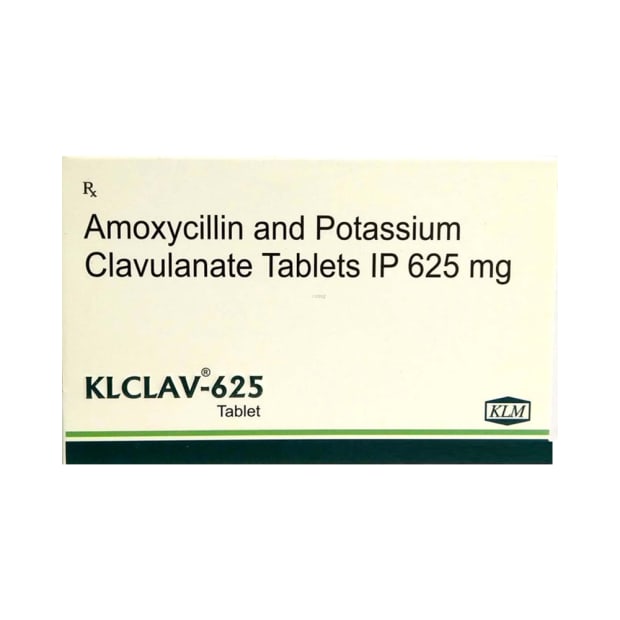 Rx
Amoxycillin and Potassium
Clavulanate Tablets IP 625 mg
KLCLAV®-625
Tablet
KLM